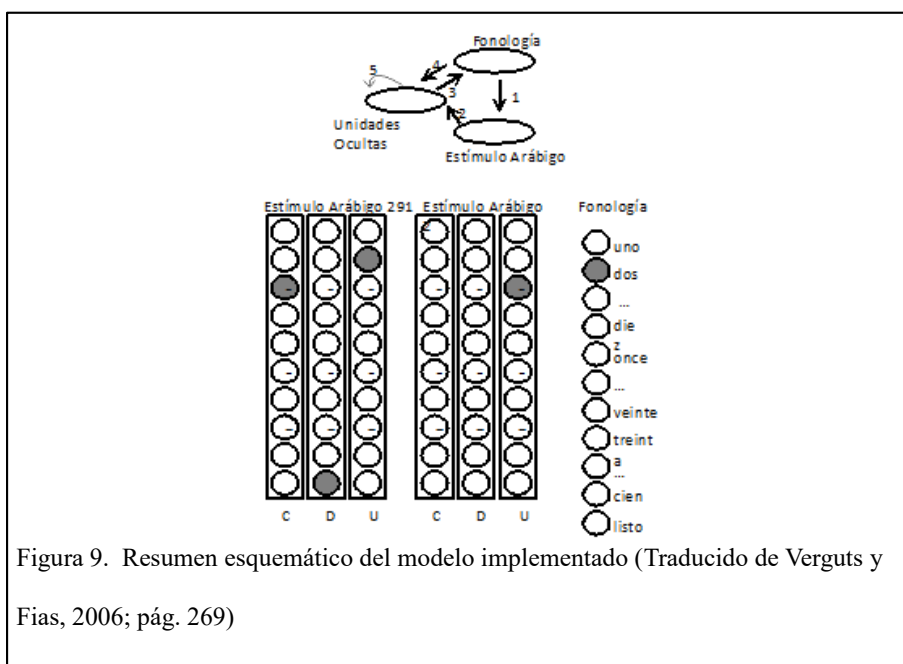 Fonología
5
4
3
1
2
Unidades
Ocultas
Estímulo Arábigo
Estímulo Arábigo 291
Estímulo Arábigo
2
Fonología
uno
dos
...
die
z
once
...
veinte
treint
a
...
cien
listo
C D U
C D U
Figura 9. Resumen esquemático del modelo implementado (Traducido de Verguts y
Fias, 2006; pág. 269)